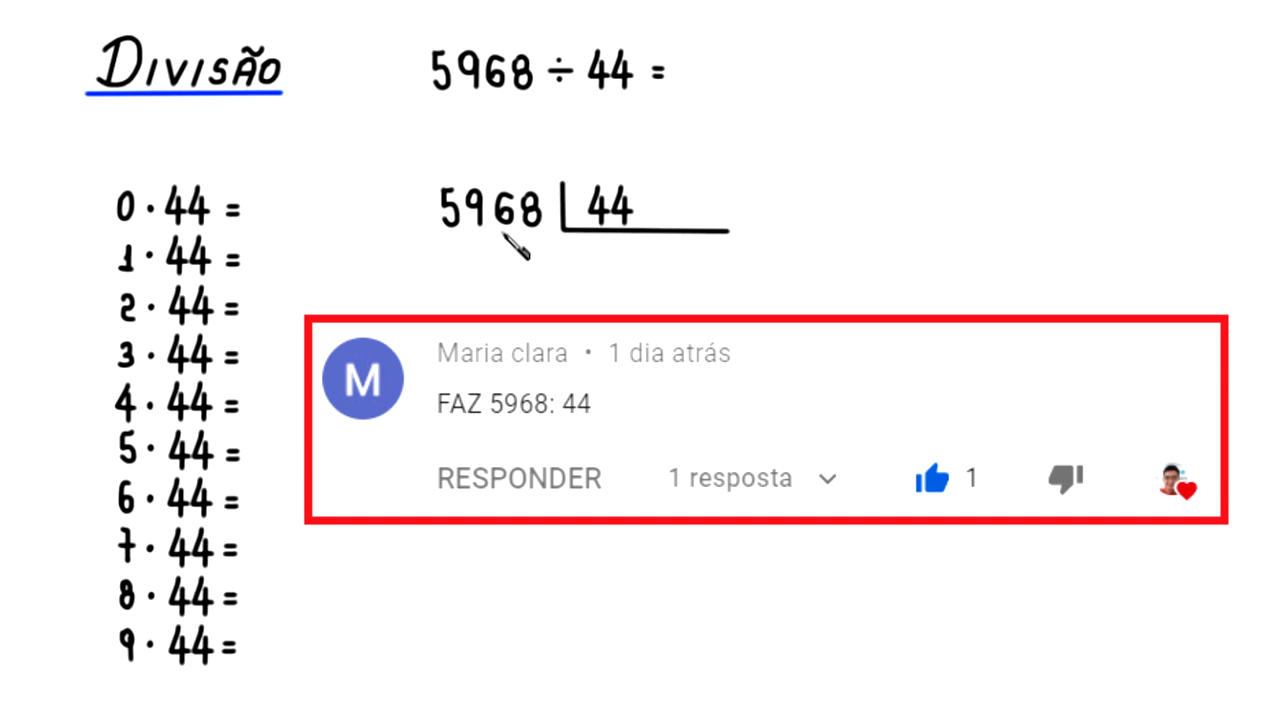 Divisão
5968 ÷ 44 =
0 · 44 =
1 · 44 =
2 · 44 =
3 · 44 =
4 · 44 =
5 · 44 =
6 · 44 =
7 · 44 =
8 · 44 =
9 · 44 =
5968 44
Maria clara • 1 dia atrás
M
FAZ 5968: 44
RESPONDER 1 resposta 1